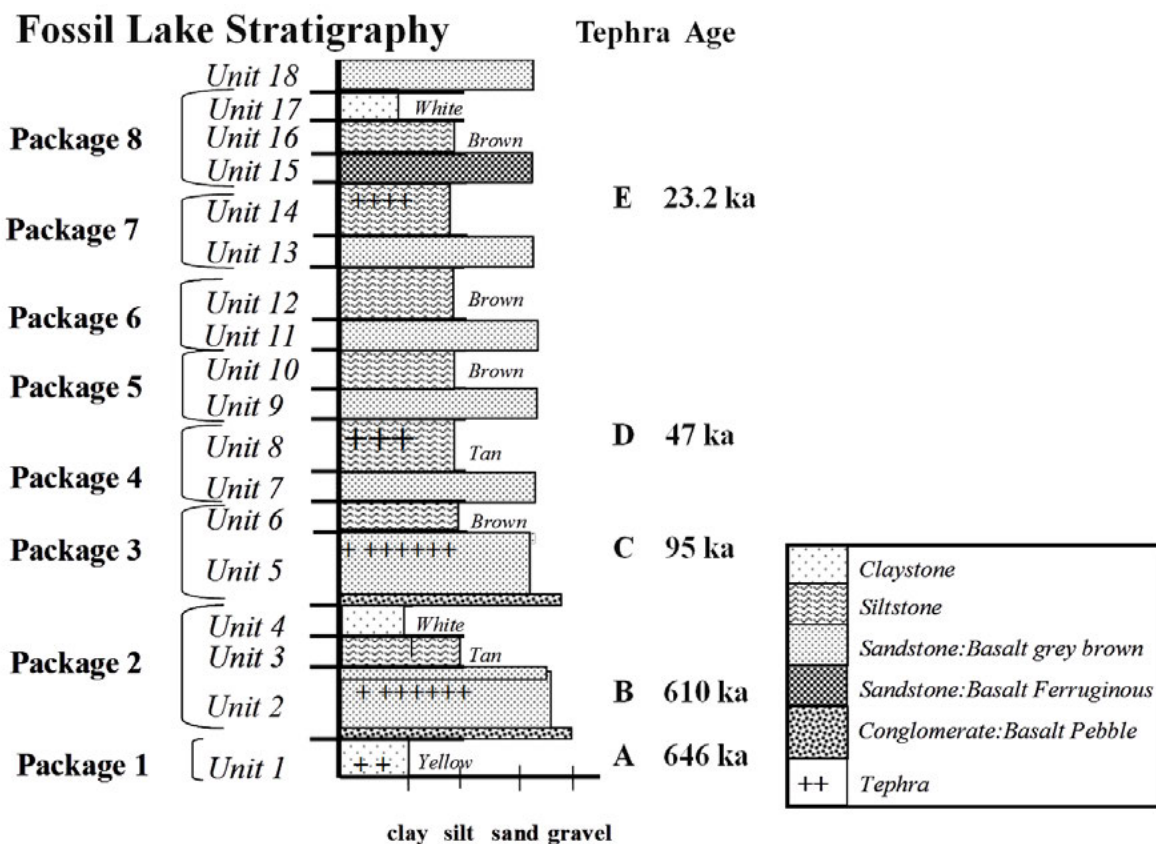 Fossil Lake Stratigraphy
Tephra Age
Unit 18
Unit 17
White
Package 8
Unit 16
Brown
Unit 15
E 23.2 ka
Unit 14
Package 7
Unit 13
Unit 12
Brown
Package 6
Unit 11
Unit 10
Brown
Package 5
Unit 9
D 47 ka
Unit 8
Tan
Package 4
Unit 7
Unit 6
Brown
Package 3
C 95 ka
Unit 5
Unit 4
White
Package 2
Unit 3
Tan
B 610 ka
Unit 2
A 646 ka
Package 1
Unit 1
Yellow
clay silt sand gravel
Claystone
Siltstone
Sandstone:Basalt grey brown
Sandstone:Basalt Ferruginous
Conglomerate:Basalt Pebble
++ Tephra